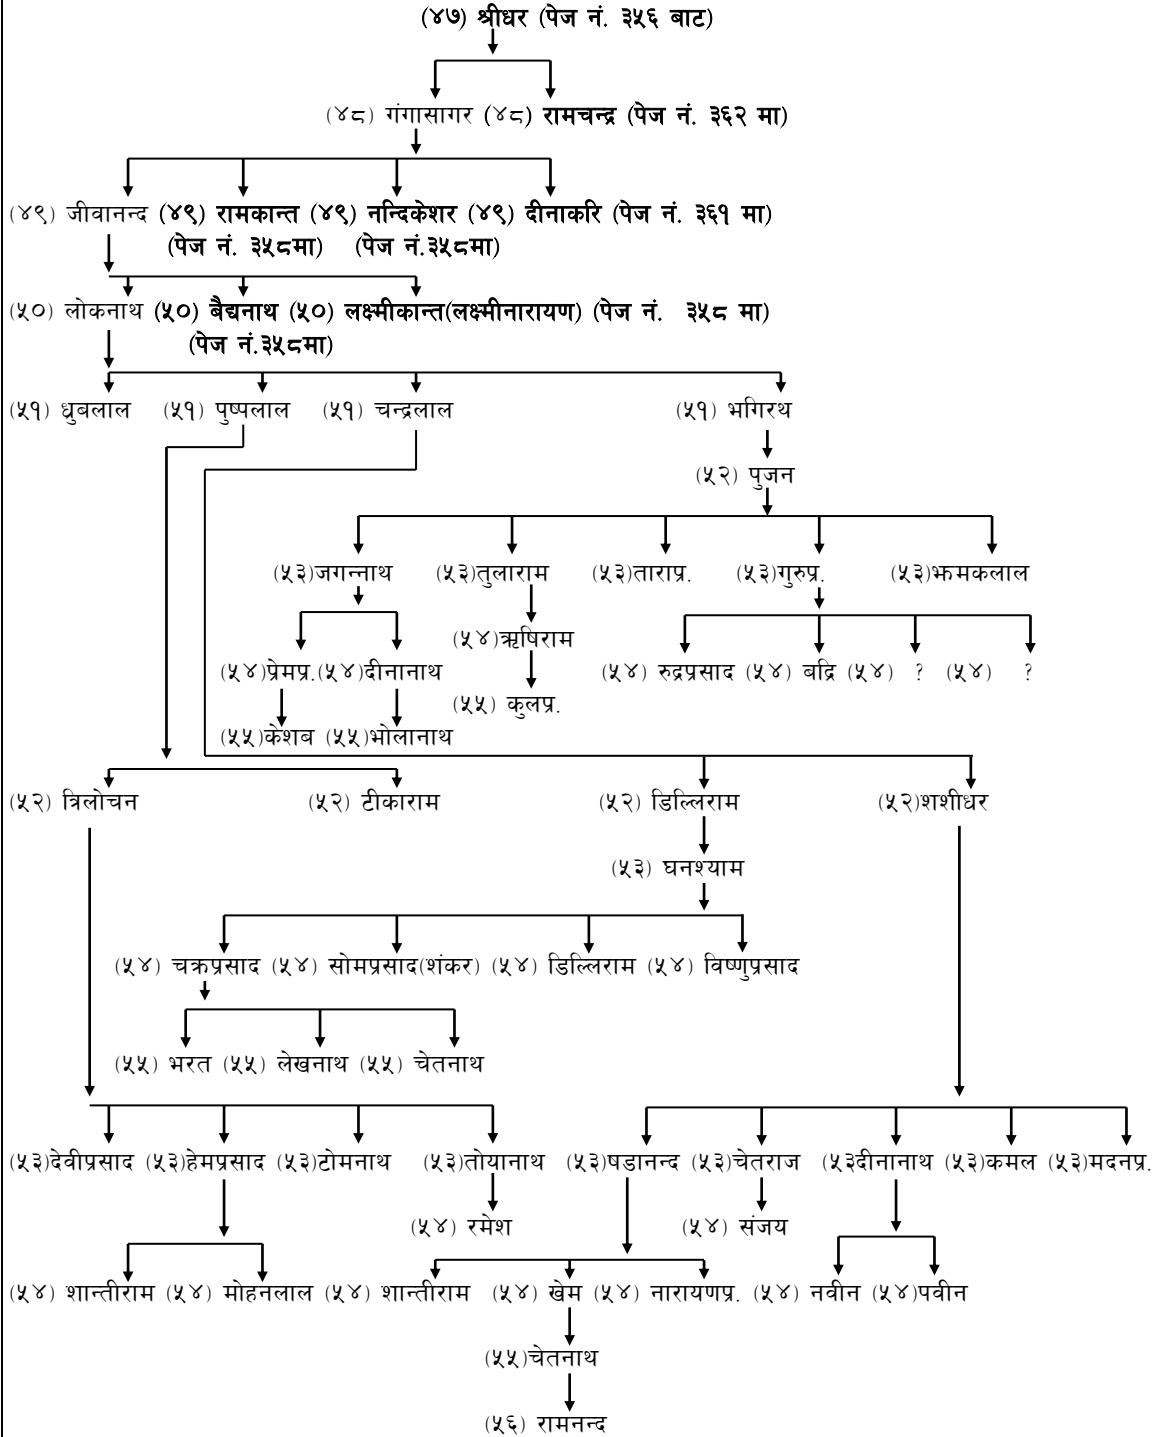 (४७) श्रीधर (पेज नं. ३५६ बाट)
(४८) गंगासागर (४८) रामचन्द्र (पेज नं. ३६२ मा)
(४९) जीवानन्द (४९) रामकान्त (४९) नन्दिकेशर (४९) दीनाकरि (पेज नं. ३६१ मा)
(पेज नं. ३५८मा) (पेज नं.३५८मा)
(५०) लोकनाथ (५०) बैद्यनाथ (५०) लक्ष्मीकान्त(लक्ष्मीनारायण) (पेज नं. ३५८ मा)
(पेज नं.३५८मा)
(५१) ध्रुबलाल (५१) पुष्पलाल (५१) चन्द्रलाल (५१) भगिरथ
(५२) पुजन
(५३)जगन्नाथ (५३)तुलाराम (५३)ताराप्र. (५३)गुरुप्र. (५३)झमकलाल
(५४)ऋषिराम
(५४)प्रेमप्र.(५४)दीनानाथ (५४) रुद्रप्रसाद (५४) बद्रि (५४) ? (५४) ?
(५५) कुलप्र.
(५५)केशब (५५)भोलानाथ
(५२) त्रिलोचन (५२) टीकाराम (५२) डिल्लिराम (५२)शशीधर
(५३) घनश्याम
(५४) चक्रप्रसाद (५४) सोमप्रसाद(शंकर) (५४) डिल्लिराम (५४) विष्णुप्रसाद
(५५) भरत (५५) लेखनाथ (५५) चेतनाथ
(५३)देवीप्रसाद (५३)हेमप्रसाद (५३)टोमनाथ (५३)तोयानाथ (५३)षडानन्द (५३)चेतराज (५३दीनानाथ (५३)कमल (५३)मदनप्र.
(५४) रमेश (५४) संजय
(५४) शान्तीराम (५४) मोहनलाल (५४) शान्तीराम (५४) खेम (५४) नारायणप्र. (५४) नवीन (५४)पवीन
(५५)चेतनाथ
(५६) रामनन्द